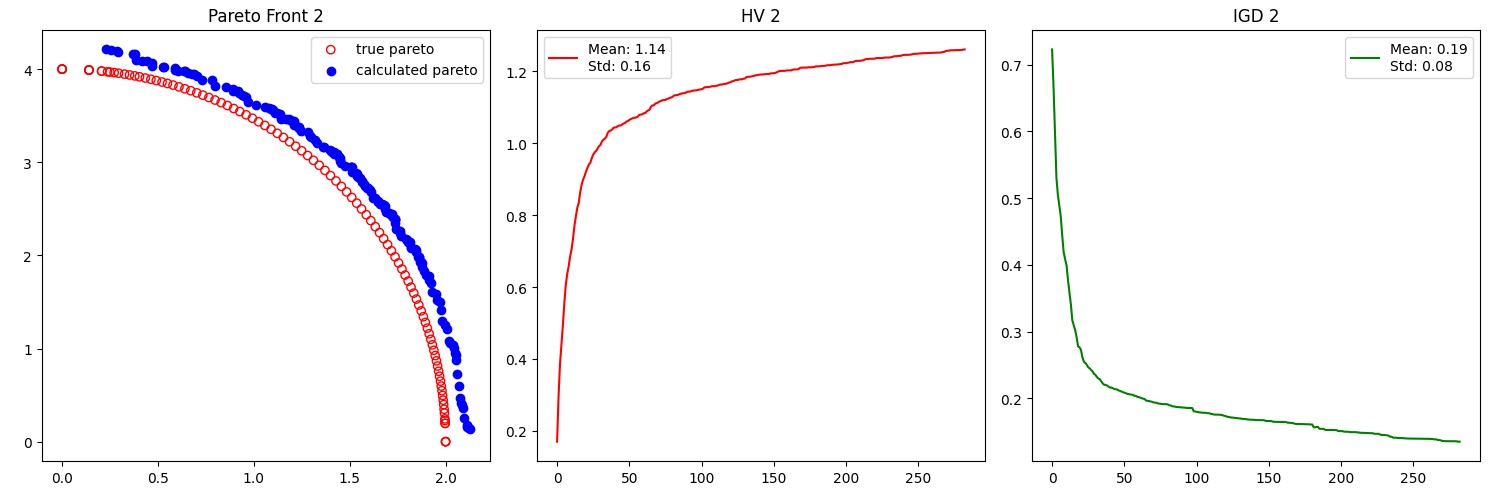 Pareto Front 2
true pareto
calculated pareto
4
3
2
1
0
0.0 0.5 1.0 1.5 2.0
HV 2
Mean: 1.14
Std: 0.16
1.2
1.0
0.8
0.6
0.4
0.2
0 50 100 150 200 250
IGD 2
Mean: 0.19
Std: 0.08
0.7
0.6
0.5
0.4
0.3
0.2
0 50 100 150 200 250